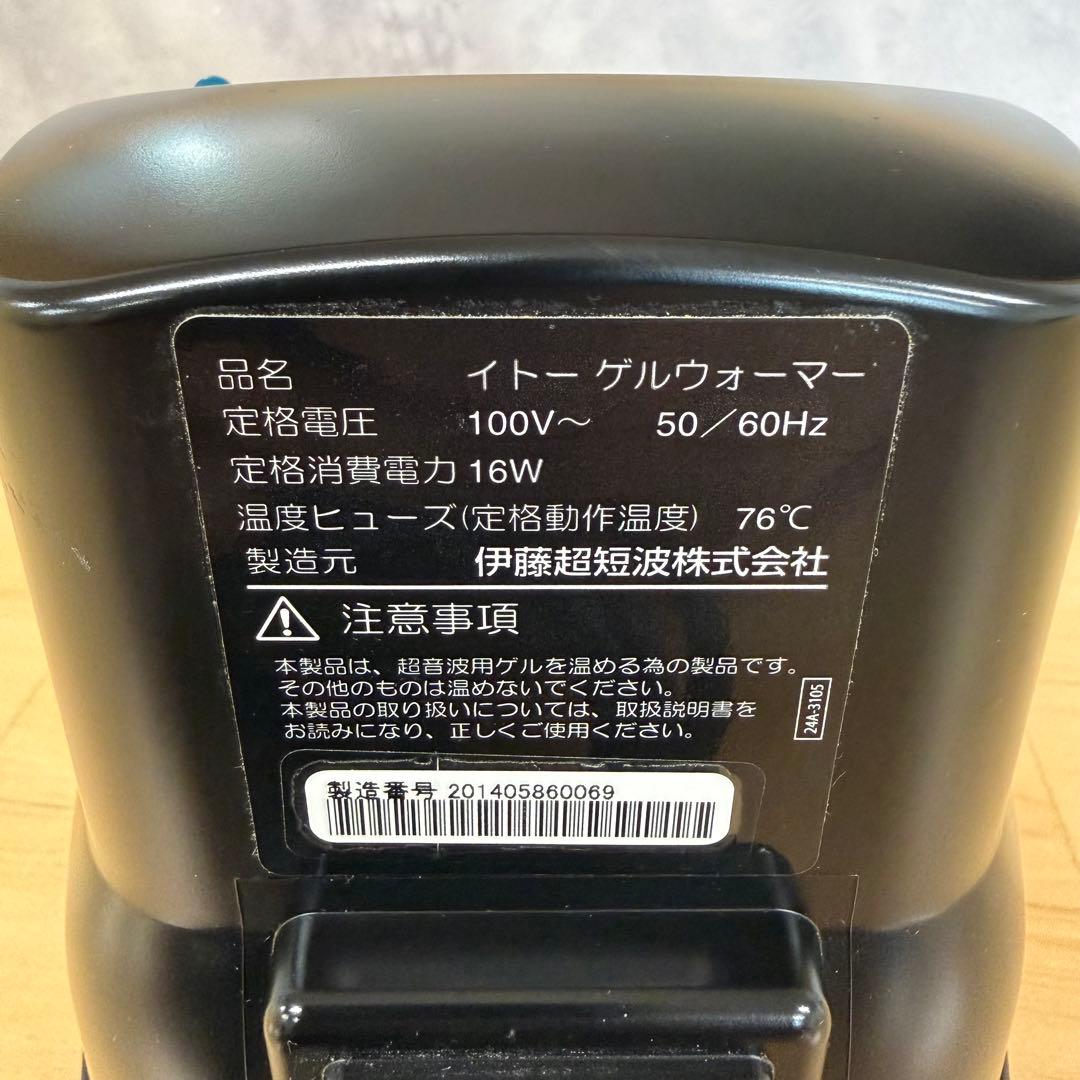 品名 イトー ゲルウォーマー
定格電圧 100V～ 50／60Hz
定格消費電力 16W
温度ヒューズ(定格動作温度) 76℃
製造元 伊藤超短波株式会社
注意事項
本製品は、超音波用ゲルを温める為の製品です。
その他のものは温めないでください。
本製品の取り扱いについては、取扱説明書を
お読みになり、正しくご使用ください。
24A-3105
製造番号 201405860069